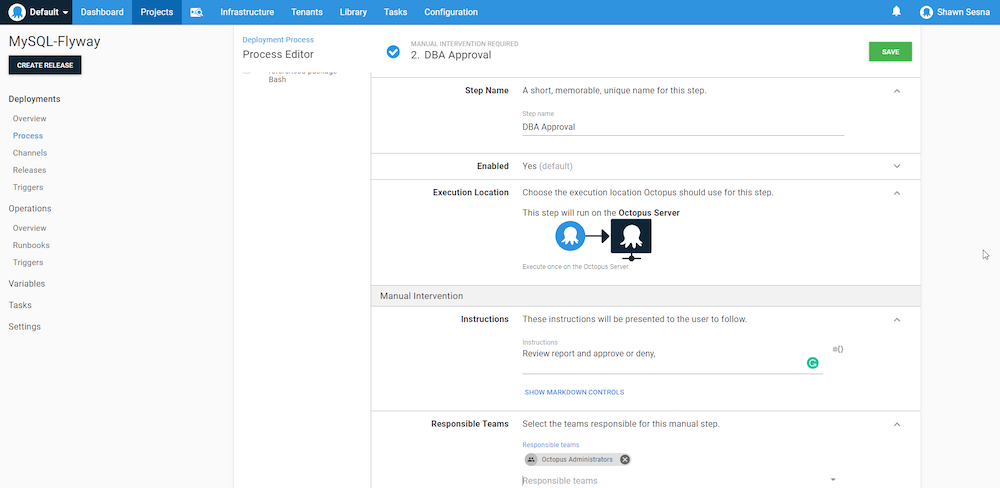 Default Dashboard Projects Infrastructure Tenants Library Tasks Configuration Shawn Sesna
MySQL-Flyway
CREATE RELEASE
Deployments
Overview
Process
Channels
Releases
Triggers
Operations
Overview
Runbooks
Triggers
Variables
Tasks
Settings
Deployment Process
Process Editor
MANUAL INTERVENTION REQUIRED
2. DBA Approval
SAVE
referenced package
Bash
Step Name A short, memorable, unique name for this step.
Step name
DBA Approval
Enabled Yes (default)
Execution Location Choose the execution location Octopus should use for this step.
This step will run on the Octopus Server
Execute once on the Octopus Server
Manual Intervention
Instructions These instructions will be presented to the user to follow.
Instructions
Review report and approve or deny,
#{}
SHOW MARKDOWN CONTROLS
Responsible Teams Select the teams responsible for this manual step.
Responsible teams
Octopus Administrators
Responsible teams